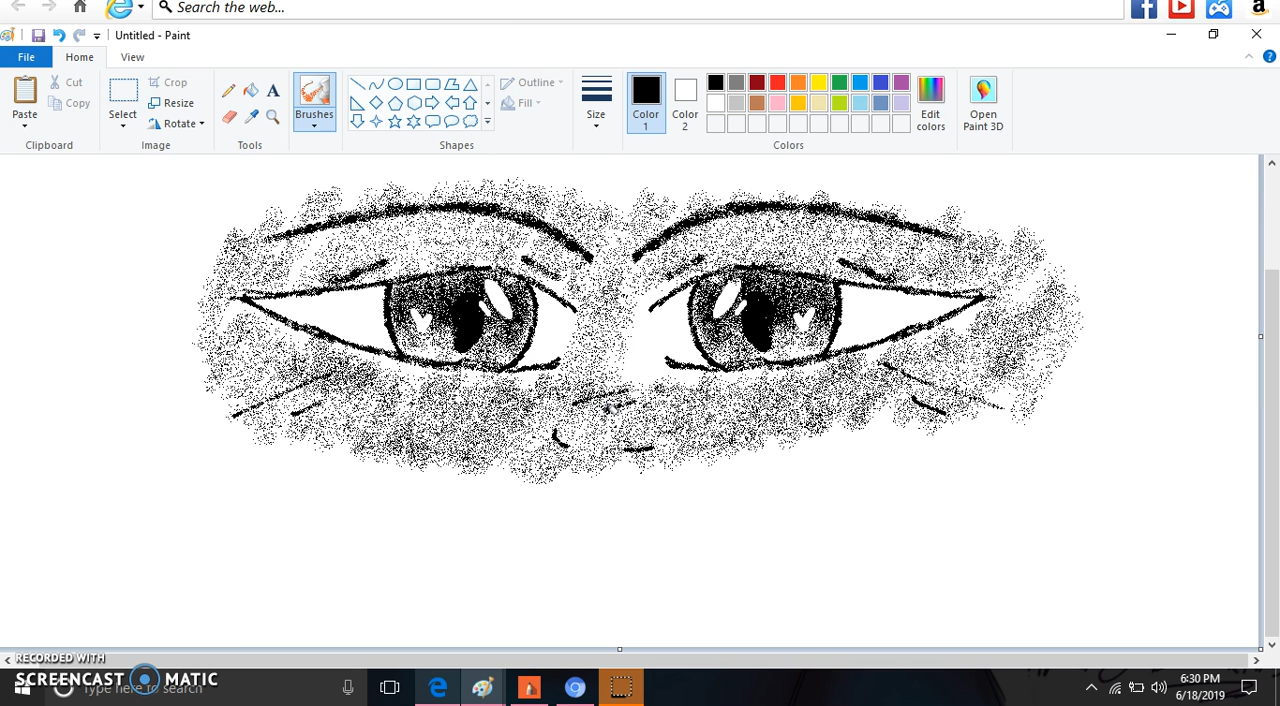 Search the web...
Untitled - Paint
File Home View
Paste
Cut
Copy
Clipboard
Select
Crop
Resize
Rotate
Image
A
Tools
Brushes
Shapes
Outline
Fill
Size
Color 1
Color 2
Colors
Edit colors
Open Paint 3D
RECORDED WITH
SCREENCAST MATIC
Type here to search
6:30 PM
6/18/2019